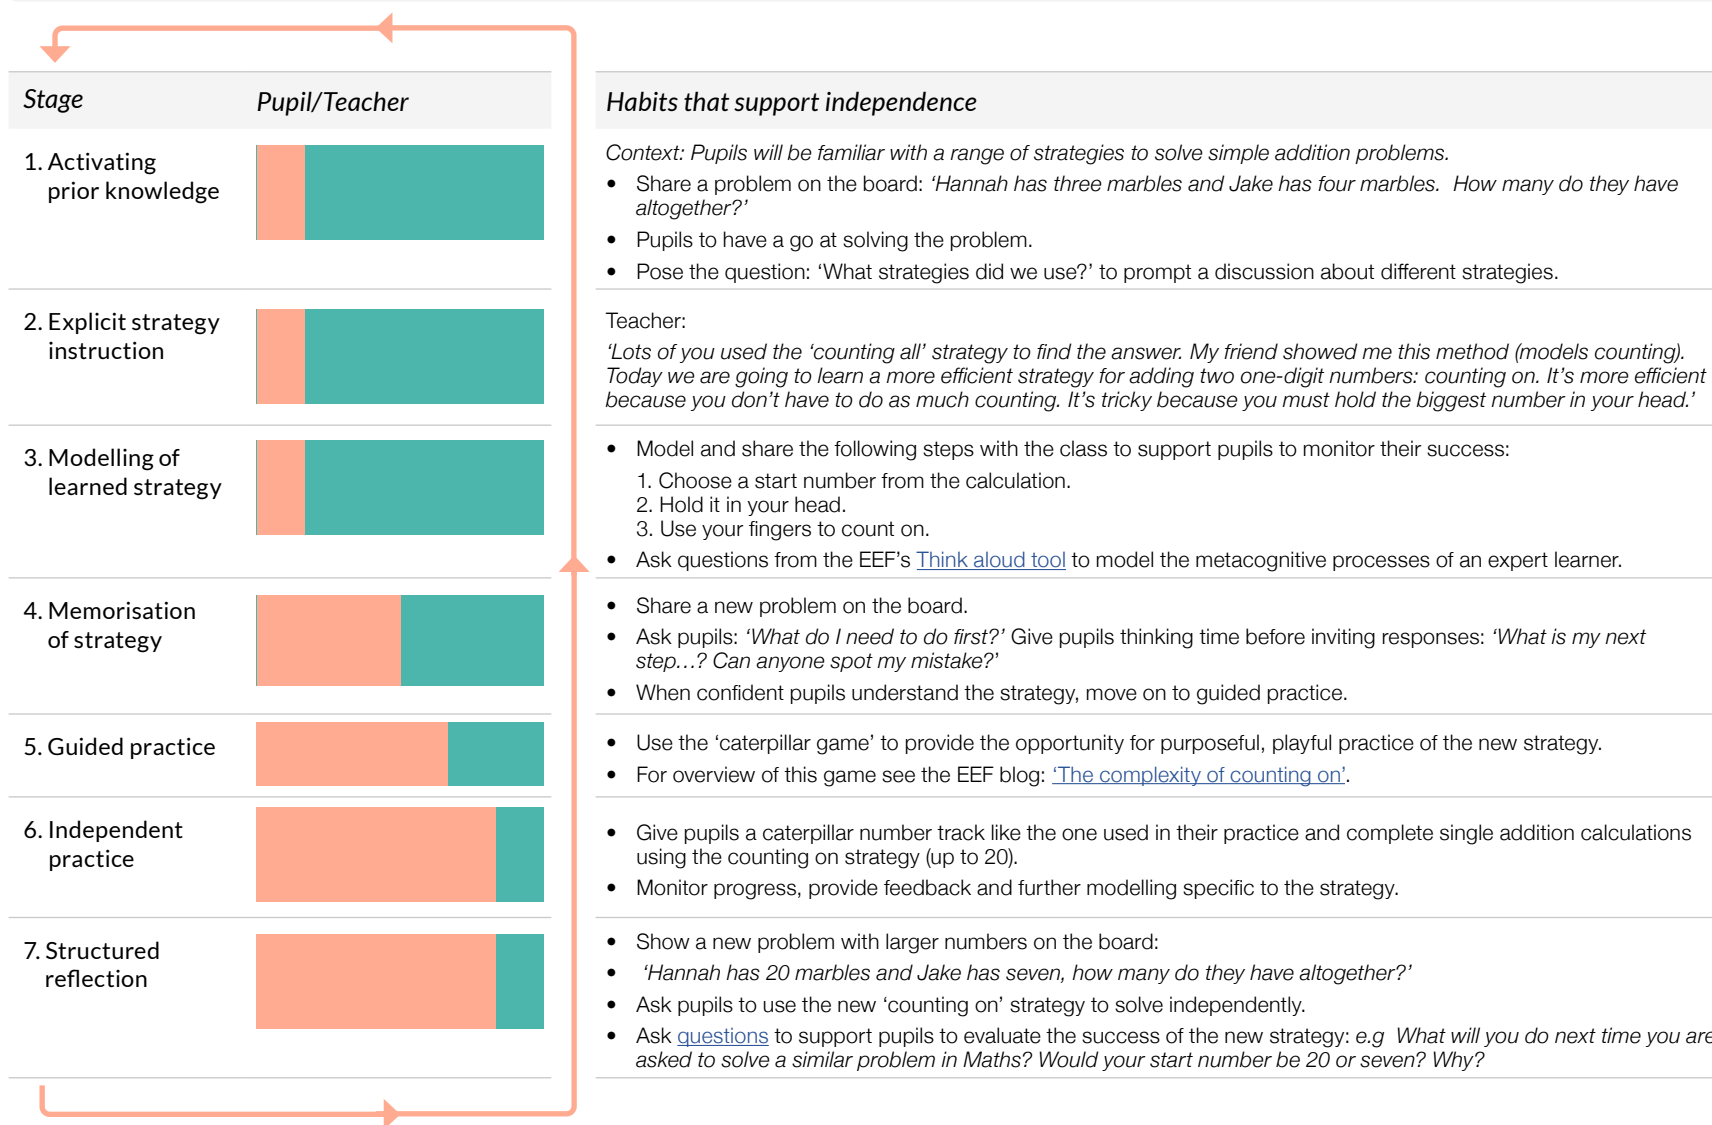 Stage
Pupil/Teacher
Habits that support independence
1. Activating
prior knowledge
Context: Pupils will be familiar with a range of strategies to solve simple addition problems.
• Share a problem on the board: ‘Hannah has three marbles and Jake has four marbles. How many do they have
altogether?’
• Pupils to have a go at solving the problem.
• Pose the question: ‘What strategies did we use?’ to prompt a discussion about different strategies.
2. Explicit strategy
instruction
Teacher:
‘Lots of you used the ‘counting all’ strategy to find the answer. My friend showed me this method (models counting).
Today we are going to learn a more efficient strategy for adding two one-digit numbers: counting on. It’s more efficient
because you don’t have to do as much counting. It’s tricky because you must hold the biggest number in your head.’
3. Modelling of
learned strategy
• Model and share the following steps with the class to support pupils to monitor their success:
1. Choose a start number from the calculation.
2. Hold it in your head.
3. Use your fingers to count on.
• Ask questions from the EEF’s Think aloud tool to model the metacognitive processes of an expert learner.
4. Memorisation
of strategy
• Share a new problem on the board.
• Ask pupils: ‘What do I need to do first?’ Give pupils thinking time before inviting responses: ‘What is my next
step…? Can anyone spot my mistake?’
• When confident pupils understand the strategy, move on to guided practice.
5. Guided practice
• Use the ‘caterpillar game’ to provide the opportunity for purposeful, playful practice of the new strategy.
• For overview of this game see the EEF blog: ‘The complexity of counting on’.
6. Independent
practice
• Give pupils a caterpillar number track like the one used in their practice and complete single addition calculations
using the counting on strategy (up to 20).
• Monitor progress, provide feedback and further modelling specific to the strategy.
7. Structured
reflection
• Show a new problem with larger numbers on the board:
• ‘Hannah has 20 marbles and Jake has seven, how many do they have altogether?’
• Ask pupils to use the new ‘counting on’ strategy to solve independently.
• Ask questions to support pupils to evaluate the success of the new strategy: e.g What will you do next time you are
asked to solve a similar problem in Maths? Would your start number be 20 or seven? Why?